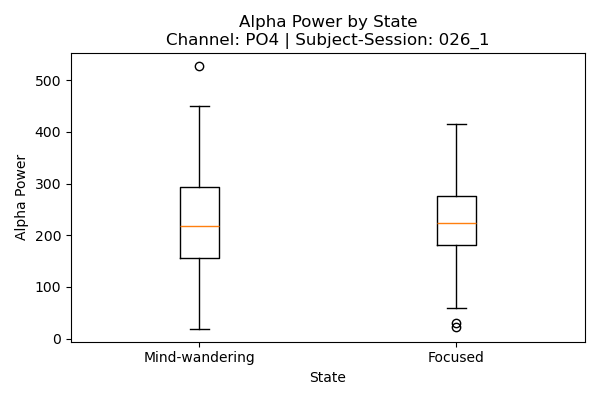 Alpha Power by State
Channel: PO4 | Subject-Session: 026_1
500
400
300
200
100
0
Alpha Power
Mind-wandering
Focused
State